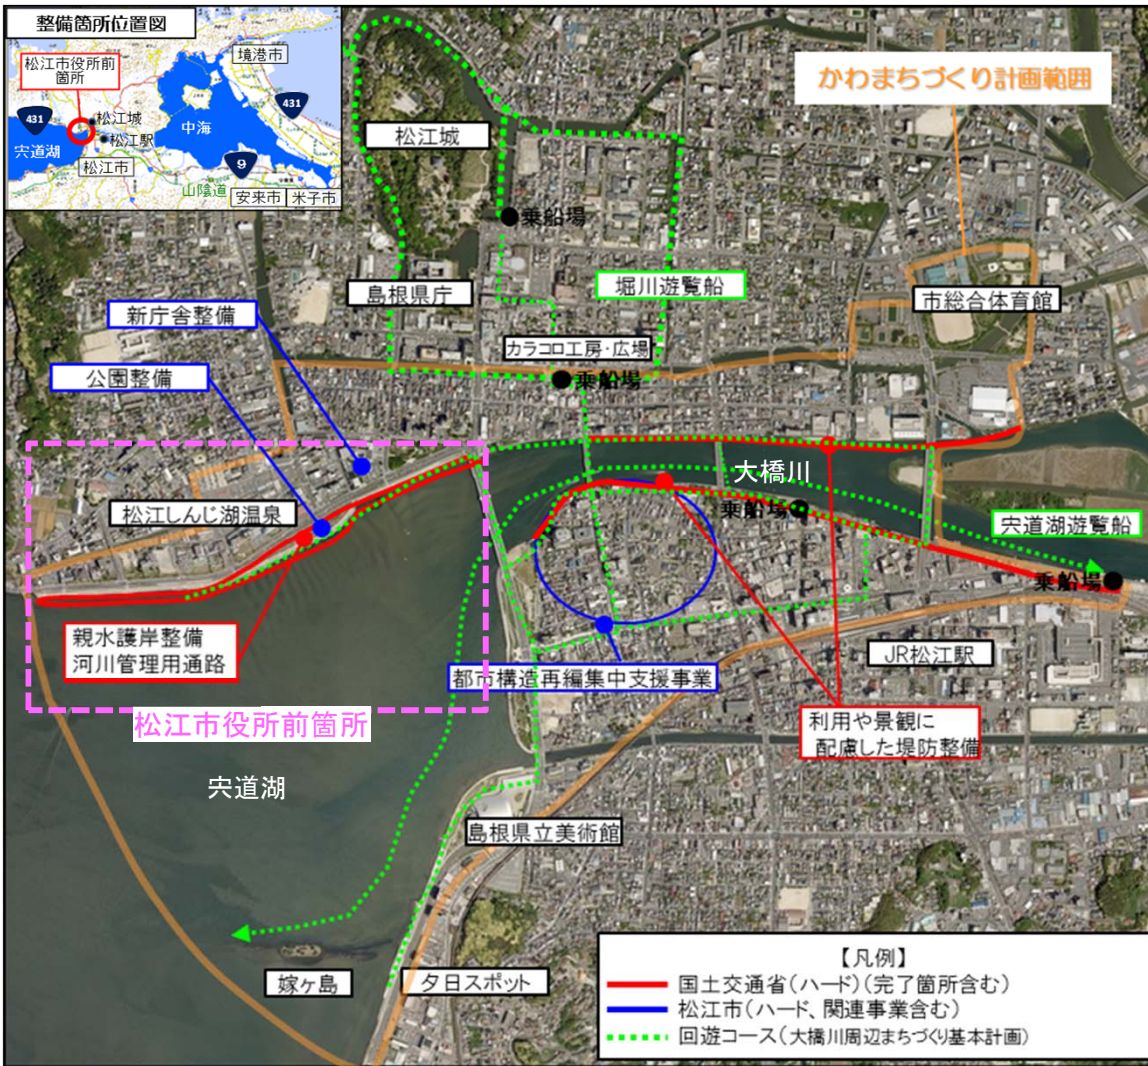 整備箇所位置図
松江市役所前
箇所
境港市
431
431
松江城
中海
宍道湖
松江駅
松江市
9
山陰道
安来市
米子市
かわまちづくり計画範囲
松江城
乗船場
島根県庁
堀川遊覧船
市総合体育館
新庁舎整備
カラコロ工房・広場
公園整備
乗船場
大橋川
松江しんじ湖温泉
乗船場
宍道湖遊覧船
乗船場
親水護岸整備
河川管理用通路
JR松江駅
都市構造再編集中支援事業
松江市役所前箇所
利用や景観に
配慮した堤防整備
宍道湖
島根県立美術館
嫁ヶ島
夕日スポット
【凡例】
国土交通省(ハード)(完了箇所含む)
松江市(ハード、関連事業含む)
回遊コース(大橋川周辺まちづくり基本計画)